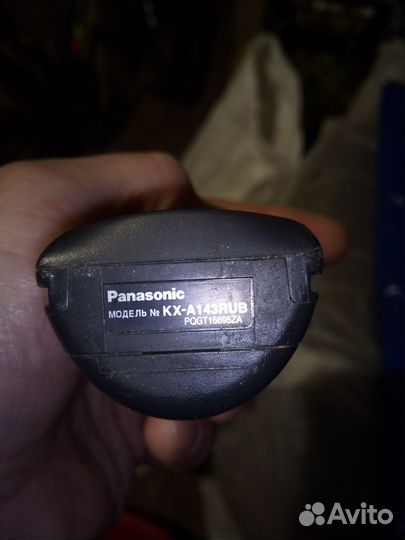 Panasonic
МОДЕЛЬ № KX-A143RUB
PQGT16695ZA
Avito